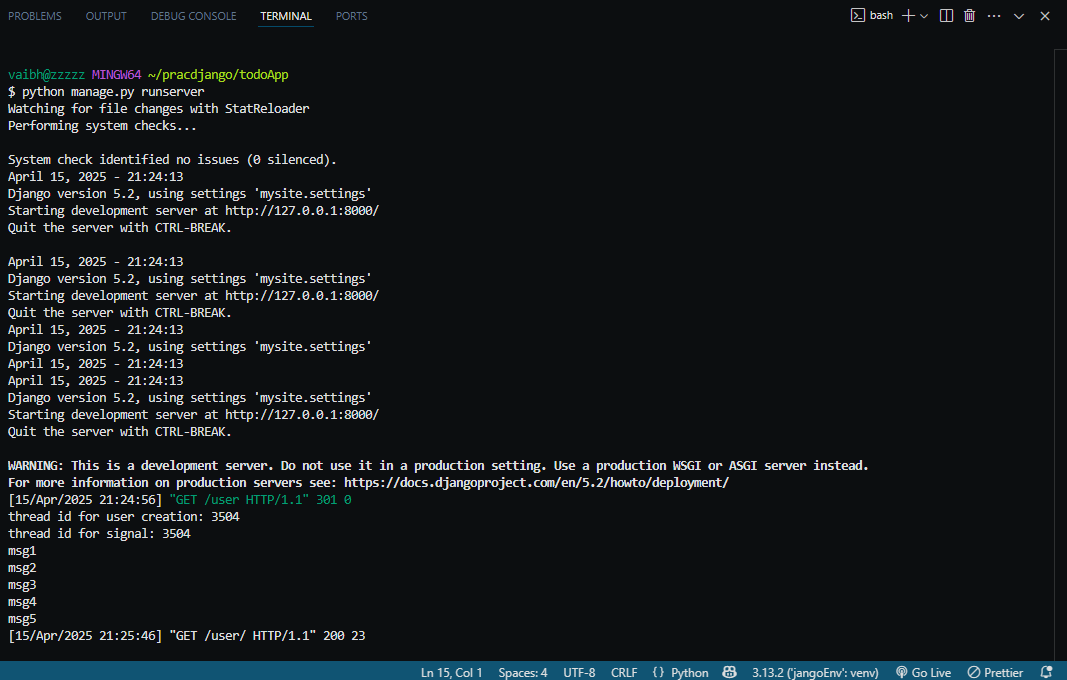 PROBLEMS OUTPUT DEBUG CONSOLE TERMINAL PORTS bash
vaibh@zzzzz MINGW64 ~/pracdjango/todoApp
$ python manage.py runserver
Watching for file changes with StatReloader
Performing system checks...
System check identified no issues (0 silenced).
April 15, 2025 - 21:24:13
Django version 5.2, using settings 'mysite.settings'
Starting development server at http://127.0.0.1:8000/
Quit the server with CTRL-BREAK.
April 15, 2025 - 21:24:13
Django version 5.2, using settings 'mysite.settings'
Starting development server at http://127.0.0.1:8000/
Quit the server with CTRL-BREAK.
April 15, 2025 - 21:24:13
Django version 5.2, using settings 'mysite.settings'
April 15, 2025 - 21:24:13
April 15, 2025 - 21:24:13
Django version 5.2, using settings 'mysite.settings'
Starting development server at http://127.0.0.1:8000/
Quit the server with CTRL-BREAK.
WARNING: This is a development server. Do not use it in a production setting. Use a production WSGI or ASGI server instead.
For more information on production servers see: https://docs.djangoproject.com/en/5.2/howto/deployment/
[15/Apr/2025 21:24:56] "GET /user HTTP/1.1" 301 0
thread id for user creation: 3504
thread id for signal: 3504
msg1
msg2
msg3
msg4
msg5
[15/Apr/2025 21:25:46] "GET /user/ HTTP/1.1" 200 23
Ln 15, Col 1 Spaces: 4 UTF-8 CRLF {} Python 3.13.2 ('jangoEnv': venv) Go Live Prettier